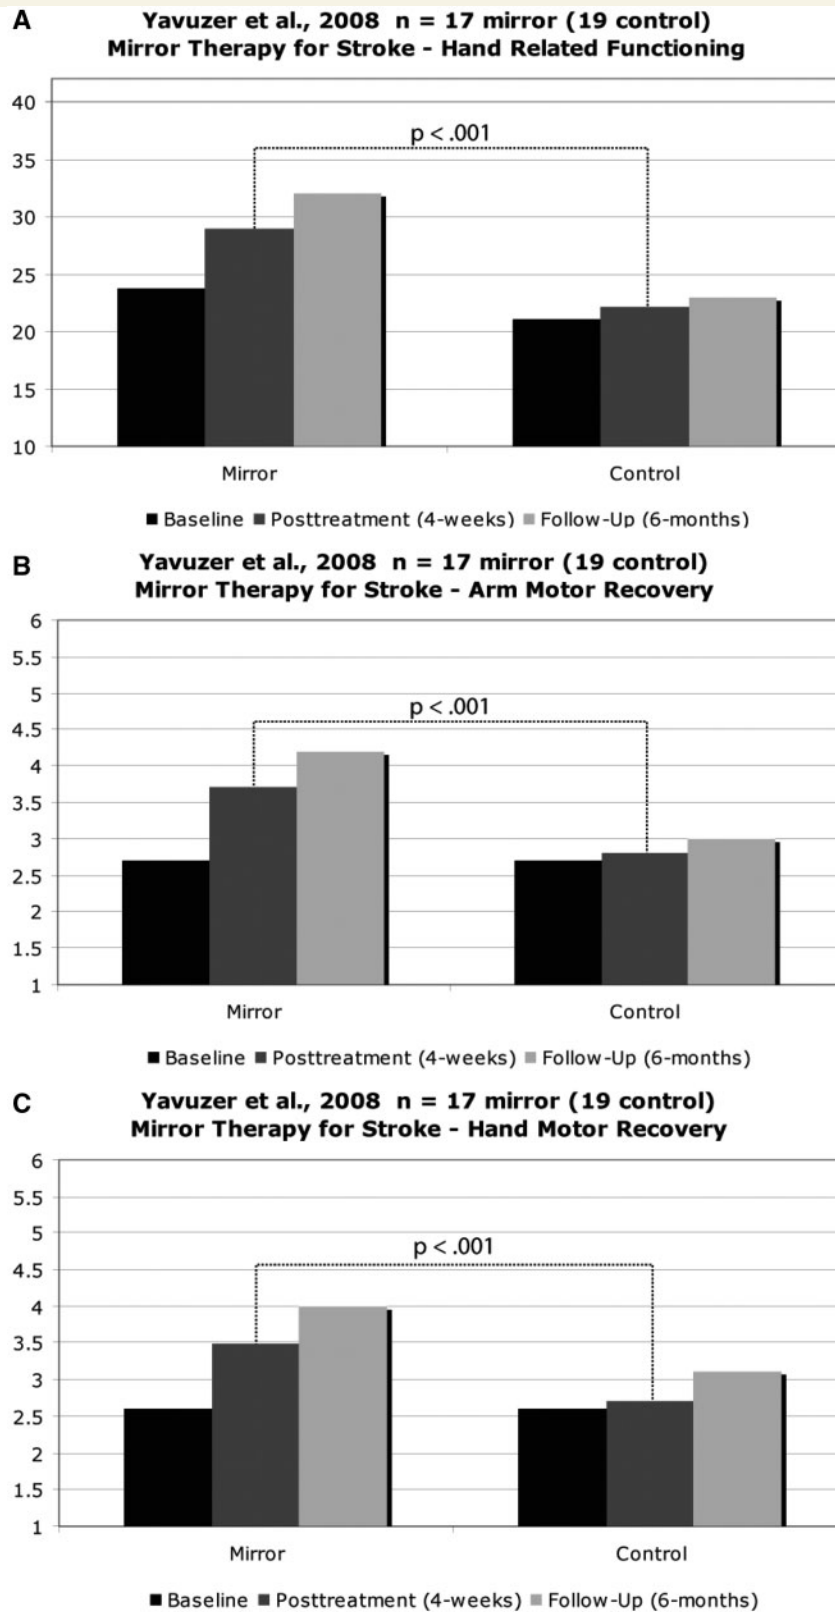 A
Yavuzer et al., 2008 n = 17 mirror (19 control)
Mirror Therapy for Stroke - Hand Related Functioning
40
35
30
25
20
15
10
p < .001
Mirror
Control
Baseline Posttreatment (4-weeks) Follow-Up (6-months)
B
Yavuzer et al., 2008 n = 17 mirror (19 control)
Mirror Therapy for Stroke - Arm Motor Recovery
6
5.5
5
4.5
4
3.5
3
2.5
2
1.5
1
p < .001
Mirror
Control
Baseline Posttreatment (4-weeks) Follow-Up (6-months)
C
Yavuzer et al., 2008 n = 17 mirror (19 control)
Mirror Therapy for Stroke - Hand Motor Recovery
6
5.5
5
4.5
4
3.5
3
2.5
2
1.5
1
p < .001
Mirror
Control
Baseline Posttreatment (4-weeks) Follow-Up (6-months)